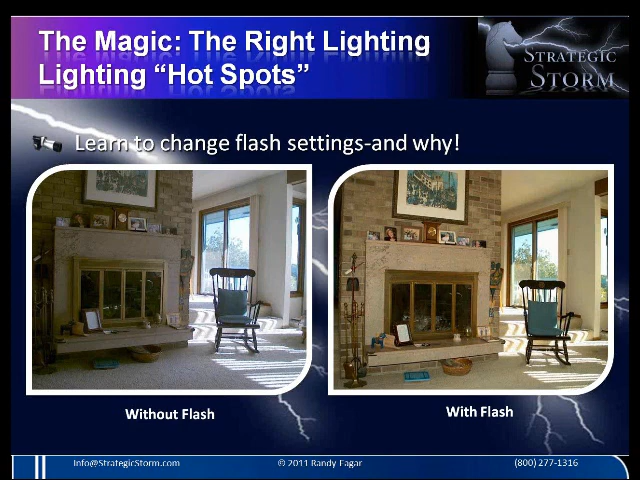 The Magic: The Right Lighting
Lighting “Hot Spots”
STRATEGIC
STORM
Learn to change flash settings-and why!
Without Flash
With Flash
Info@StrategicStorm.com
© 2011 Randy Eagar
(800) 277-1316